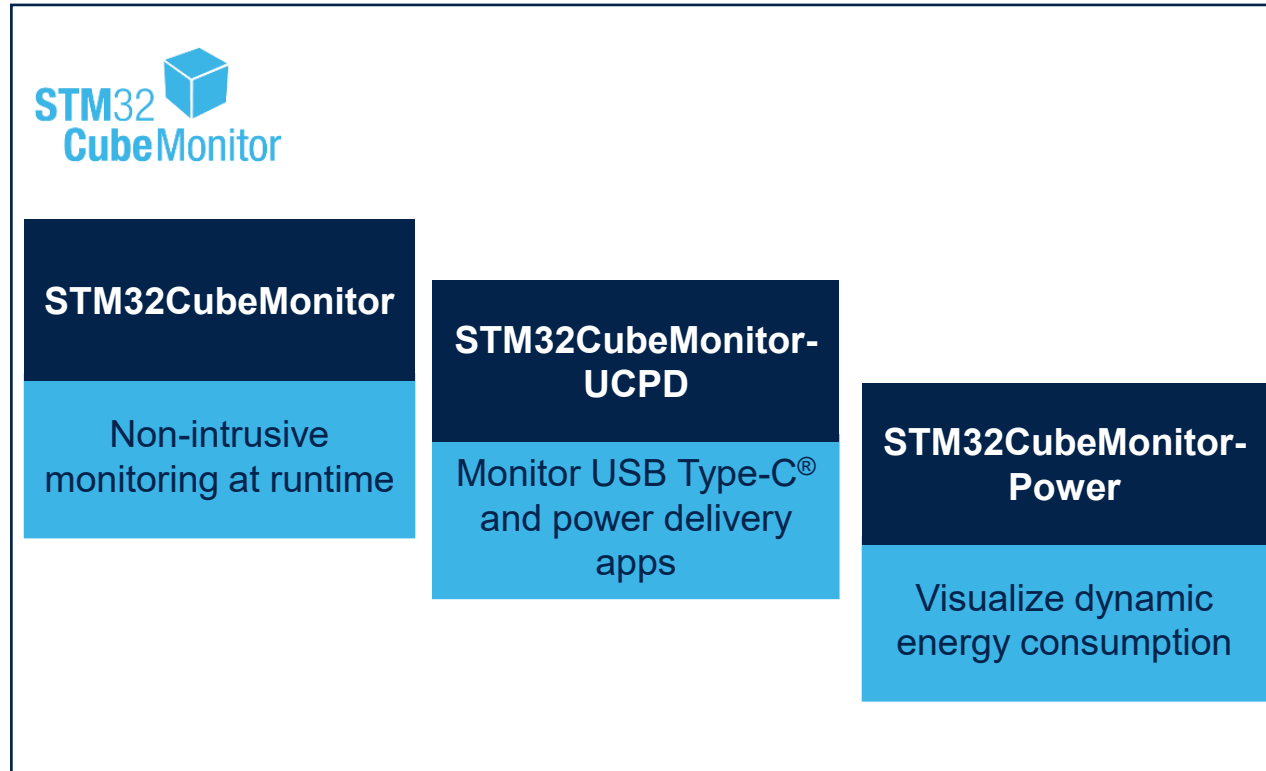 STM32
CubeMonitor
STM32CubeMonitor
Non-intrusive
monitoring at runtime
STM32CubeMonitor-
UCPD
Monitor USB Type-C®
and power delivery
apps
STM32CubeMonitor-
Power
Visualize dynamic
energy consumption